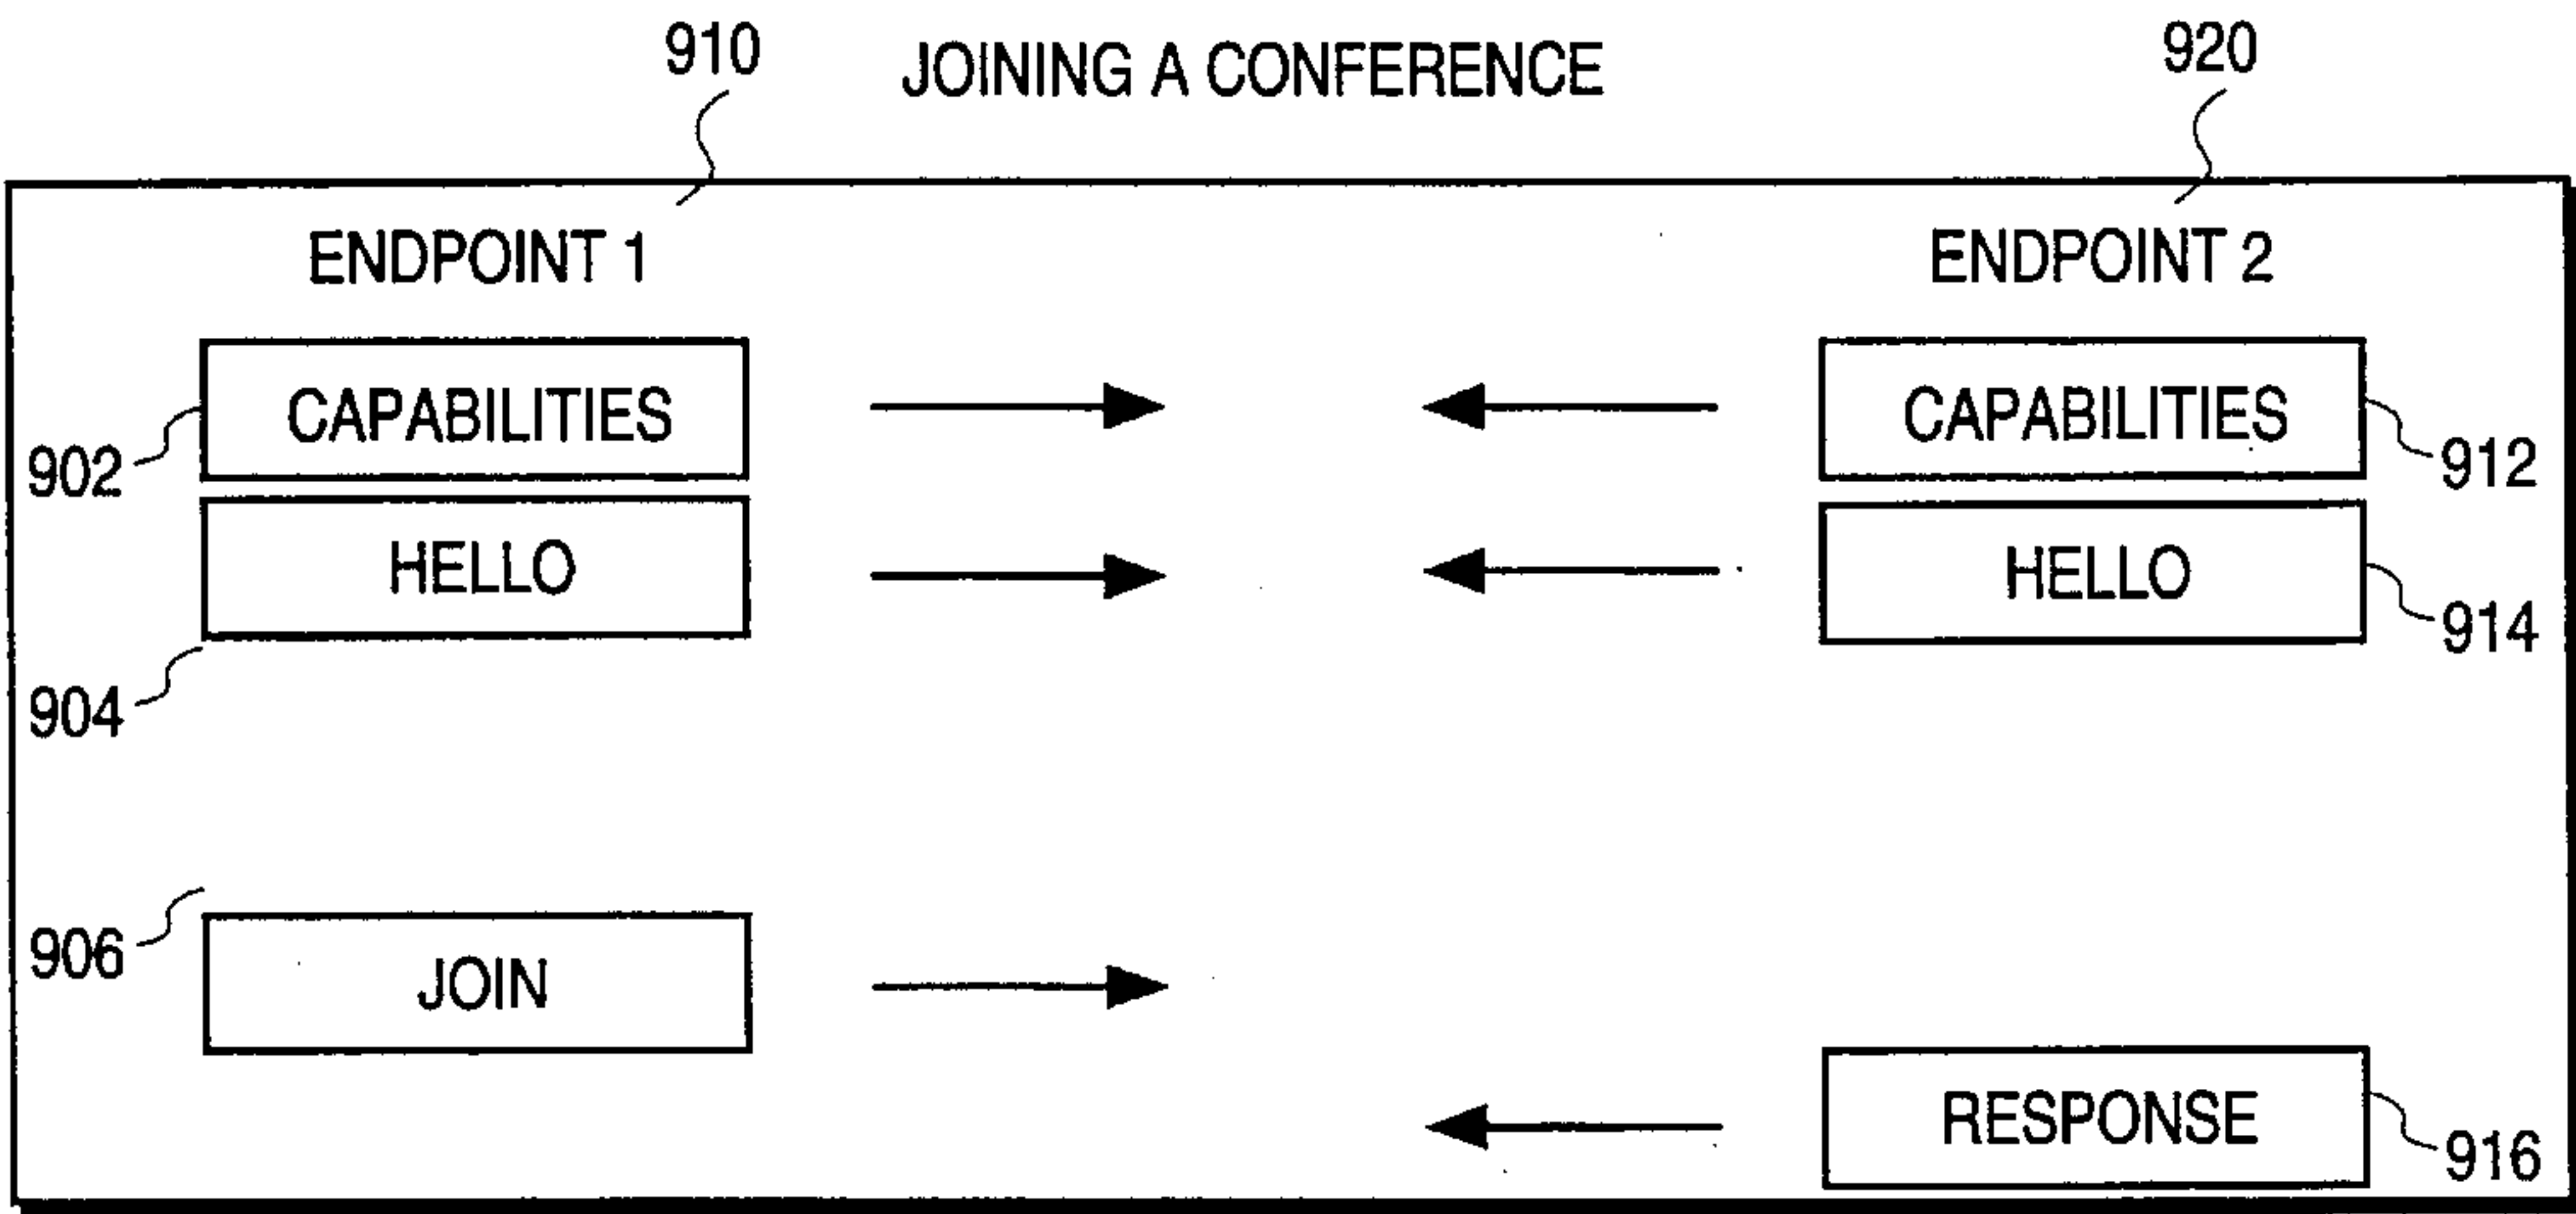 910
JOINING A CONFERENCE
920
ENDPOINT 1
ENDPOINT 2
CAPABILITIES
CAPABILITIES
902
912
HELLO
HELLO
914
904
906
JOIN
RESPONSE
916